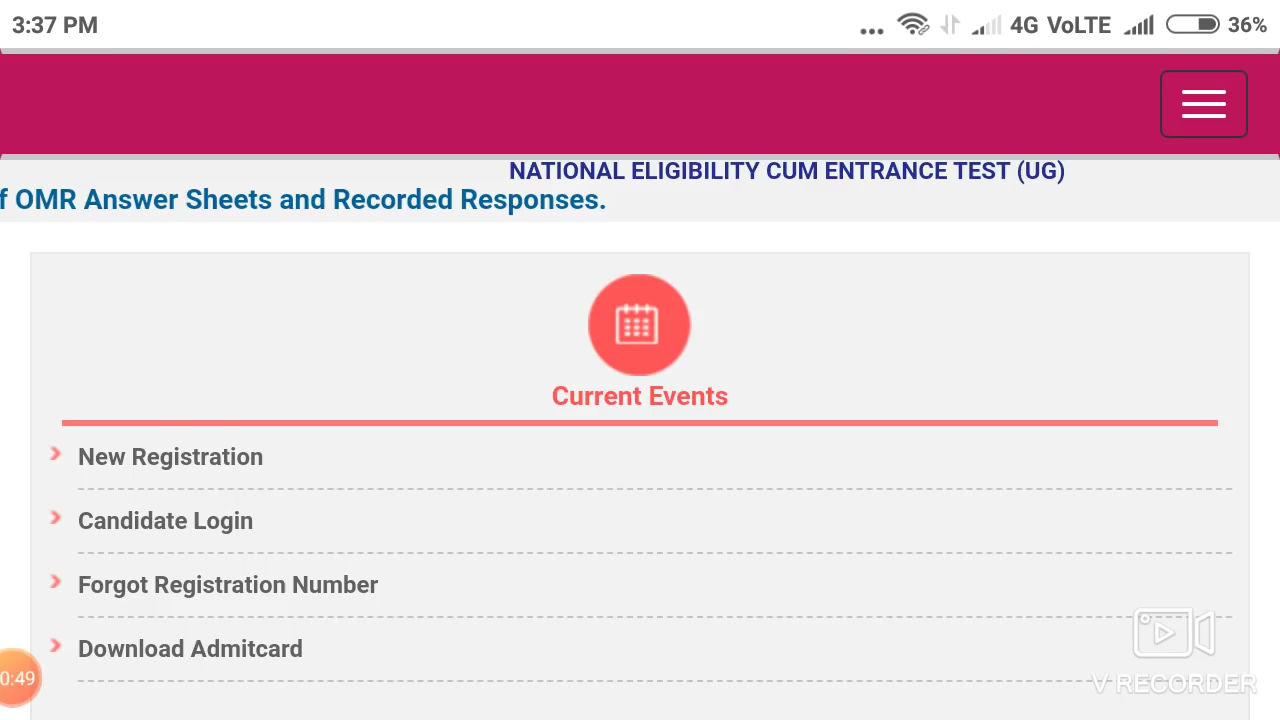 3:37 PM
4G VoLTE 36%
NATIONAL ELIGIBILITY CUM ENTRANCE TEST (UG)
f OMR Answer Sheets and Recorded Responses.
Current Events
New Registration
Candidate Login
Forgot Registration Number
Download Admitcard
0:49
V RECORDER